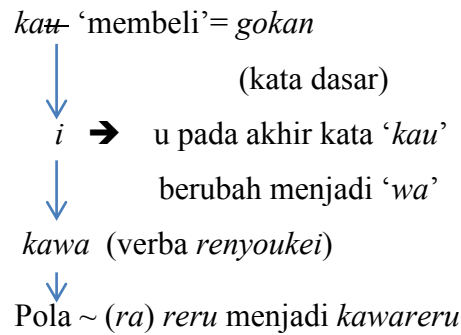 kau ‘membeli’= gokan
(kata dasar)
i ➔ u pada akhir kata ‘kau’
berubah menjadi ‘wa’
kawa (verba renyoukei)
Pola ~ (ra) reru menjadi kawareru